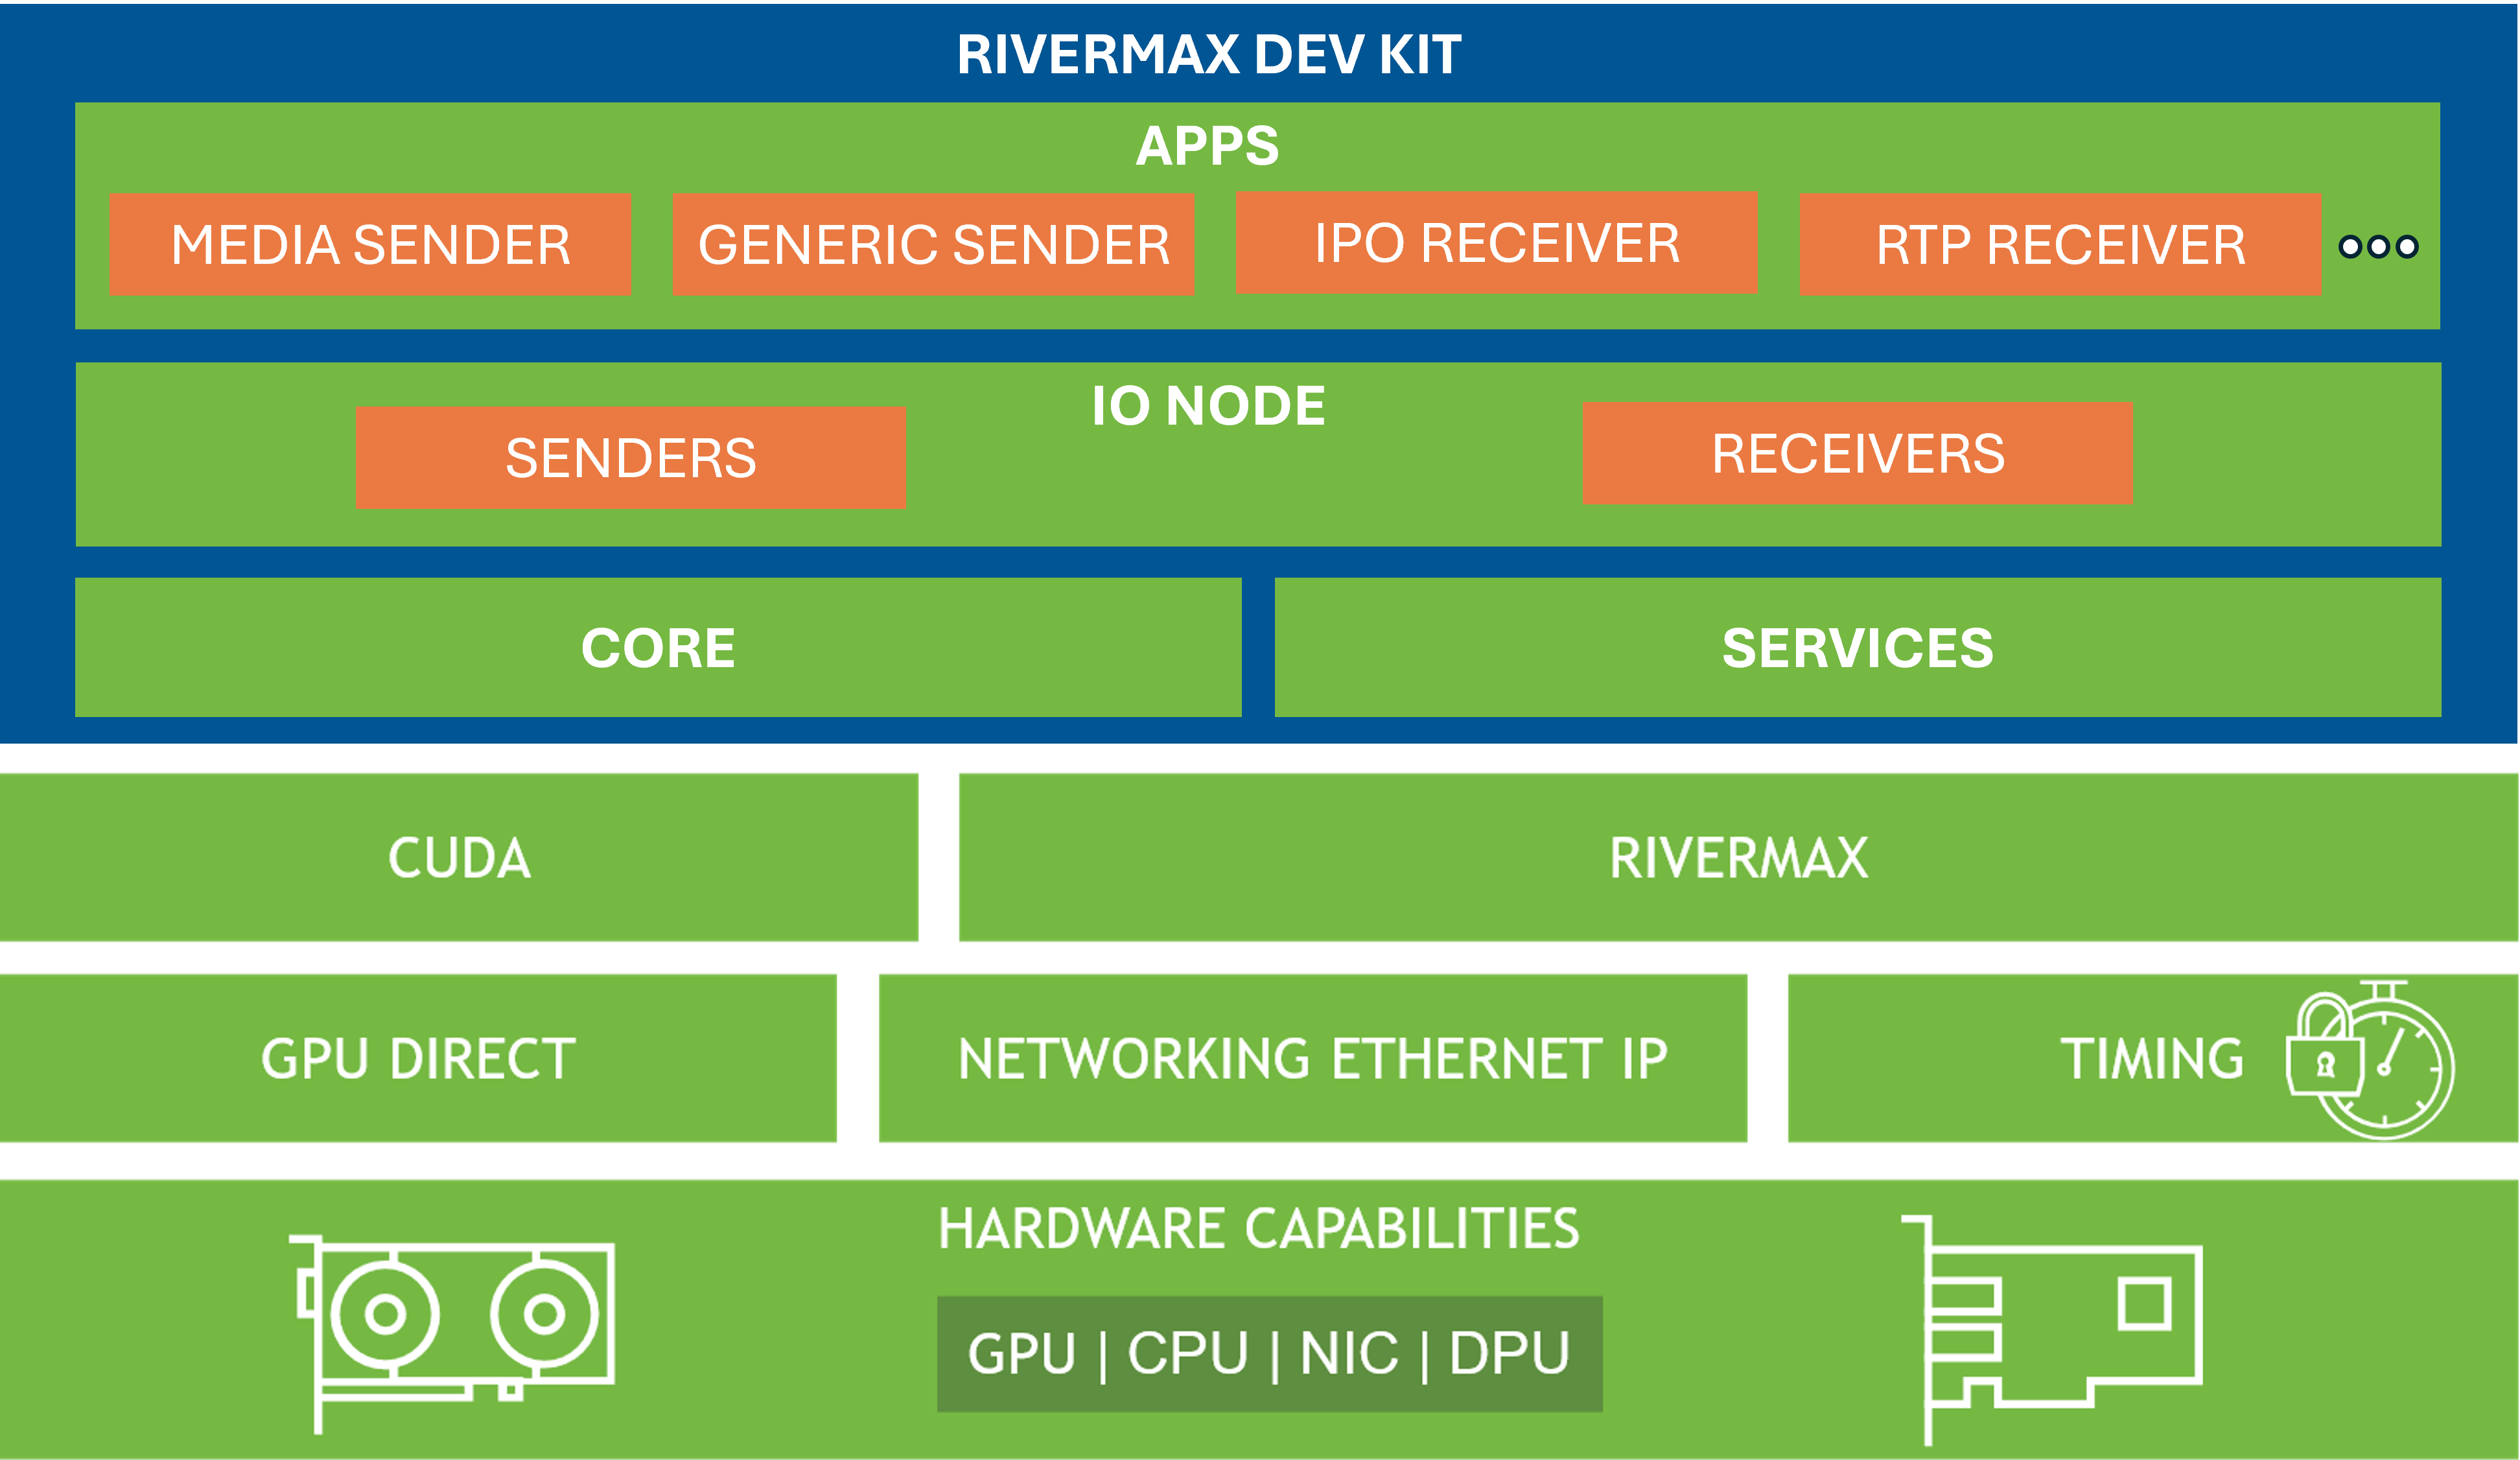 RIVERMAX DEV KIT
APPS
MEDIA SENDER
GENERIC SENDER
IPO RECEIVER
RTP RECEIVER
IO NODE
SENDERS
RECEIVERS
CORE
SERVICES
CUDA
RIVERMAX
GPU DIRECT
NETWORKING ETHERNET IP
TIMING
HARDWARE CAPABILITIES
GPU | CPU | NIC | DPU